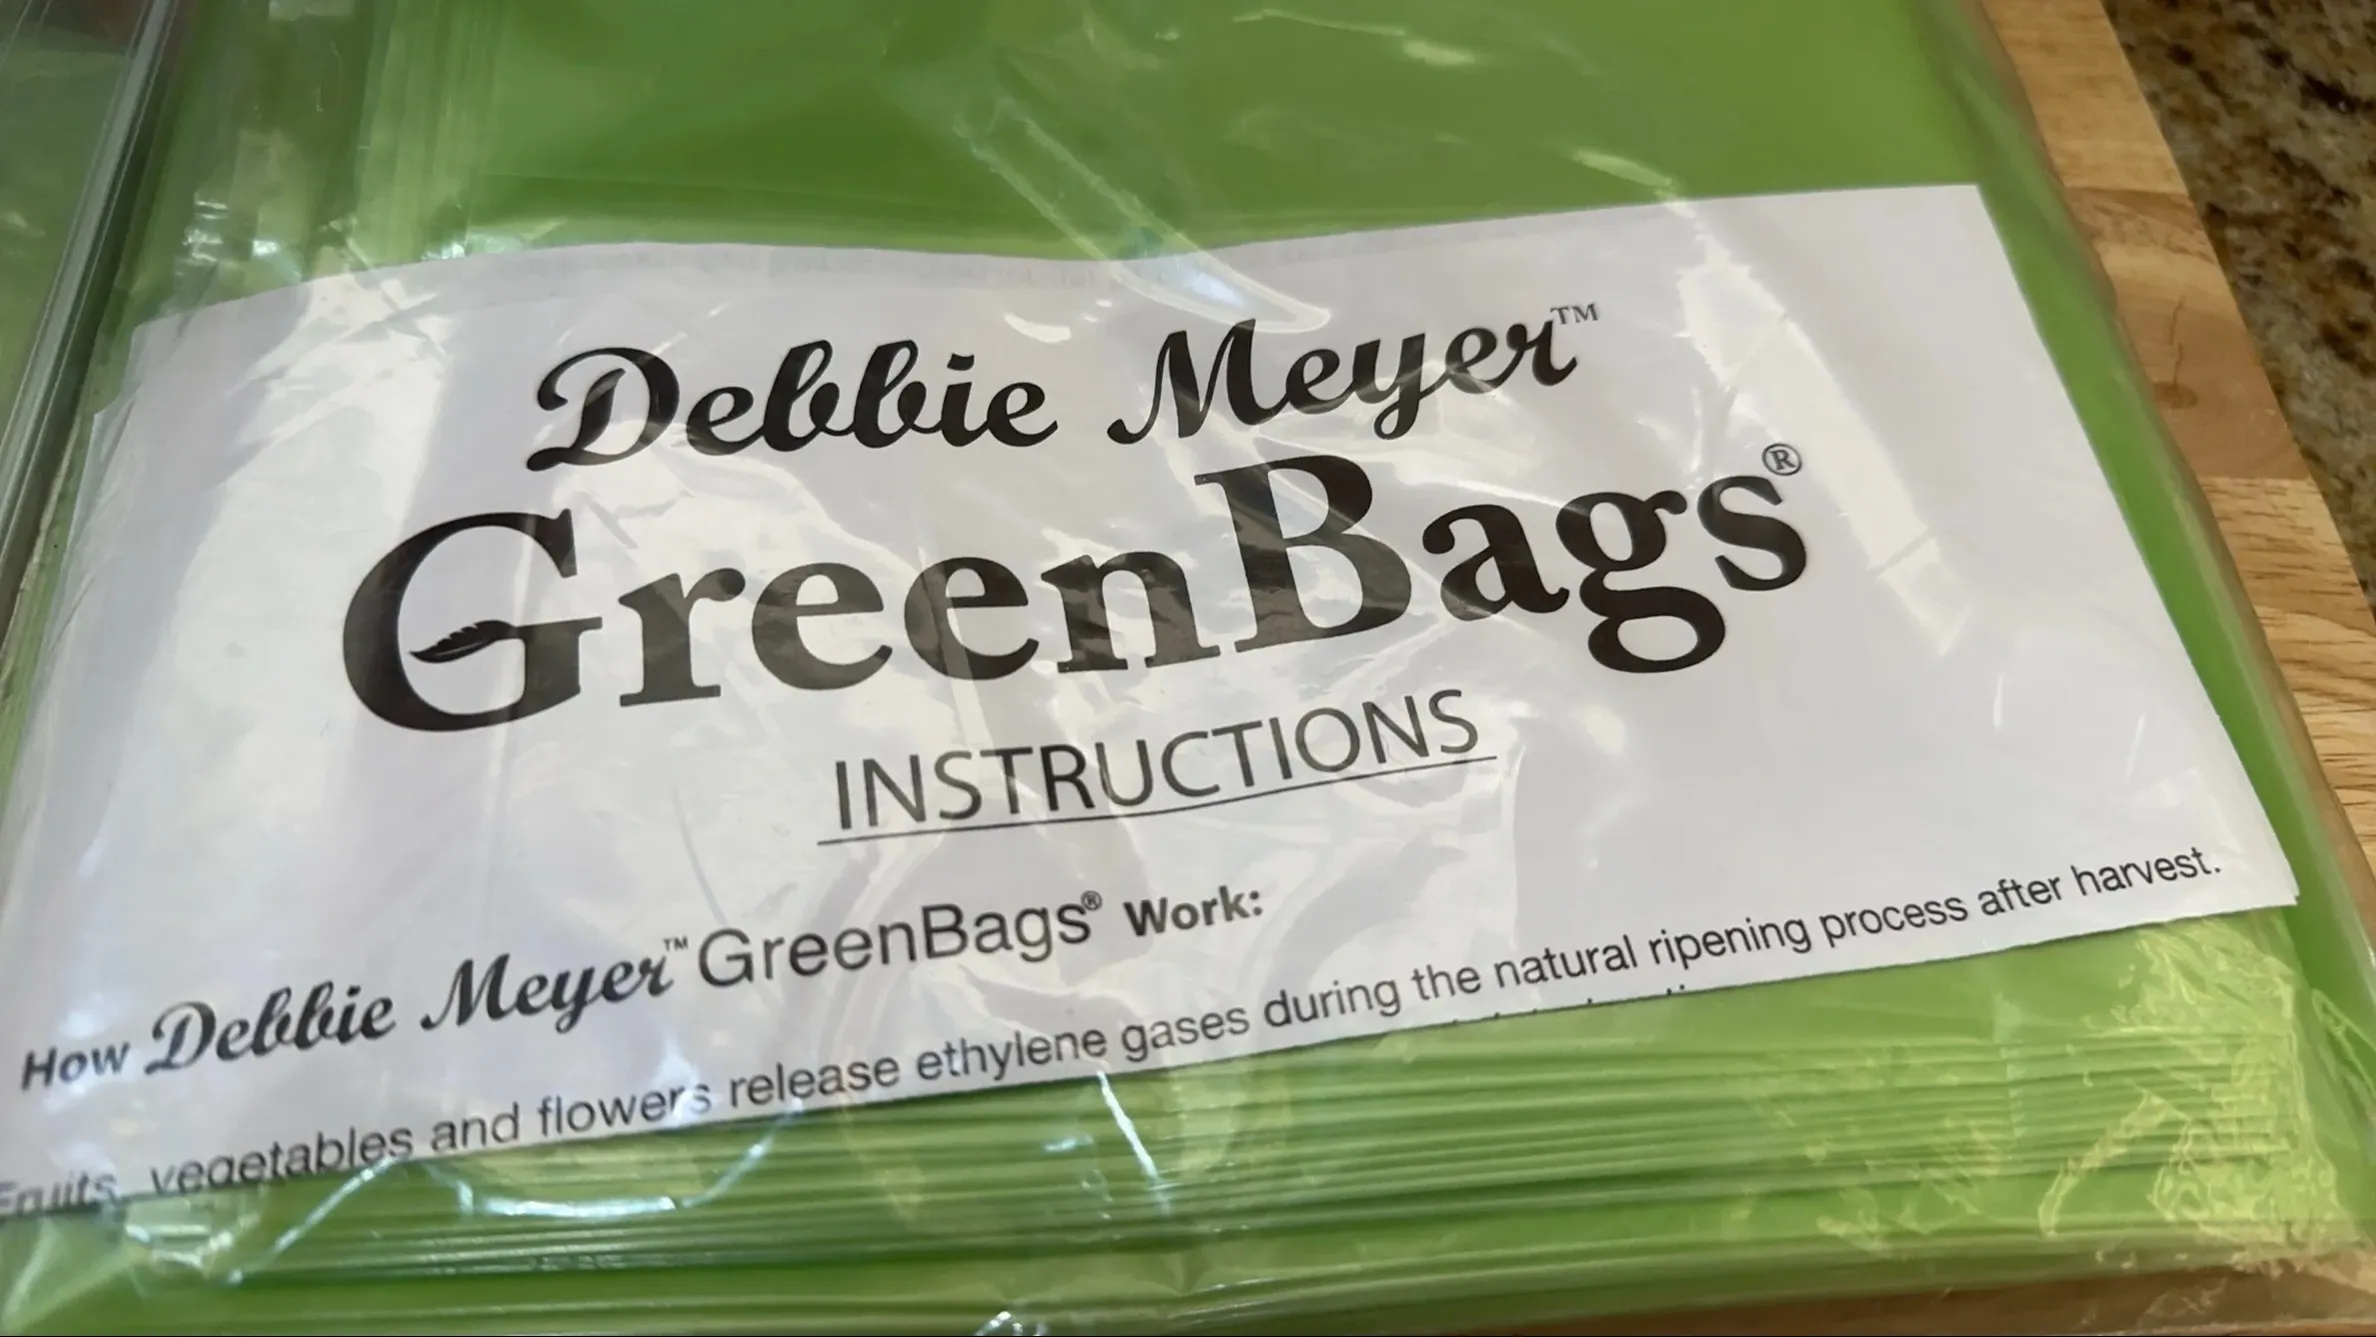 Debbie Meyer™
GreenBags®
INSTRUCTIONS
How Debbie Meyer™ GreenBags® Work:
Fruits, vegetables and flowers release ethylene gases during the natural ripening process after harvest.